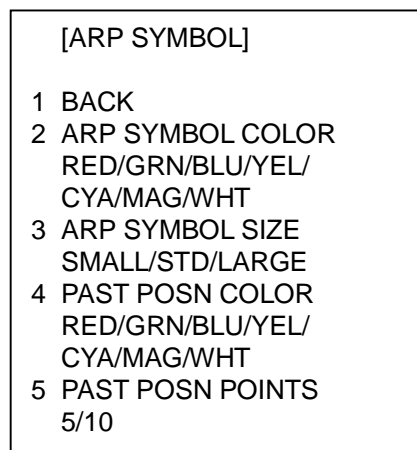 [ARP SYMBOL]
1 BACK
2 ARP SYMBOL COLOR
RED/GRN/BLU/YEL/
CYA/MAG/WHT
3 ARP SYMBOL SIZE
SMALL/STD/LARGE
4 PAST POSN COLOR
RED/GRN/BLU/YEL/
CYA/MAG/WHT
5 PAST POSN POINTS
5/10